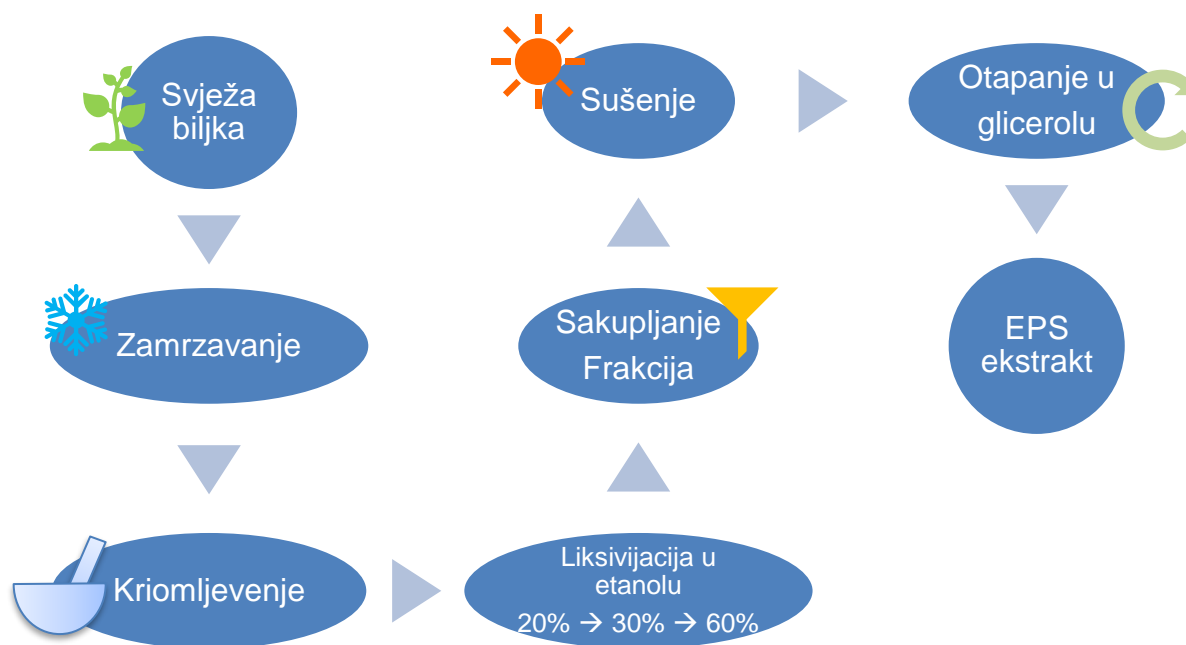 Svježa
biljka
Zamrzavanje
Kriomljevenje
Liksivijacija u
etanolu
20% → 30% → 60%
Sakupljanje
Frakcija
Sušenje
Otapanje u
glicerolu
EPS
ekstrakt